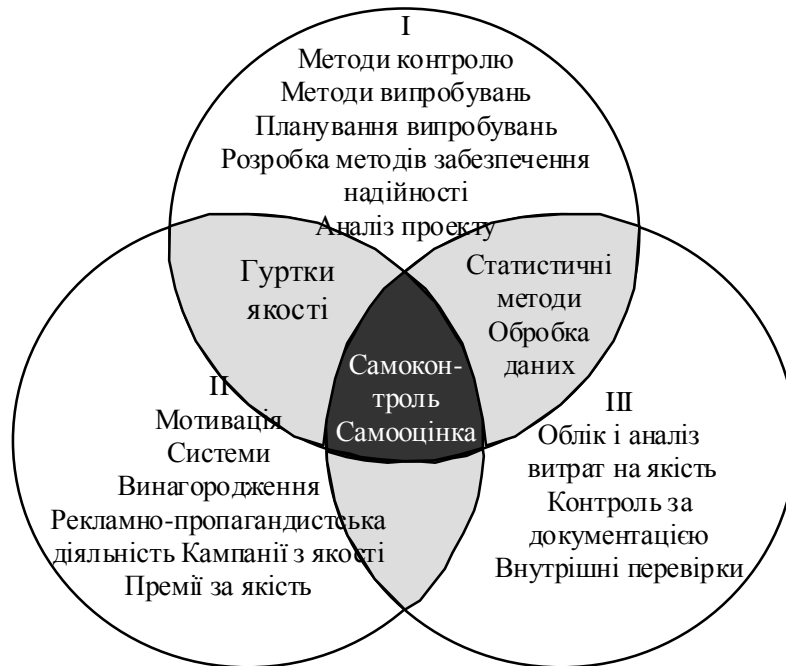 I
Методи контролю
Методи випробувань
Планування випробувань
Розробка методів забезпечення
надійності
Аналіз проекту
Гуртки
якості
Статистичні
методи
Обробка
даних
Самокон-
троль
Самооцінка
II
Мотивація
Системи
Винагородження
Рекламно-пропагандистська
діяльність Кампанії з якості
Премії за якість
III
Облік і аналіз
витрат на якість
Контроль за
документацією
Внутрішні перевірки